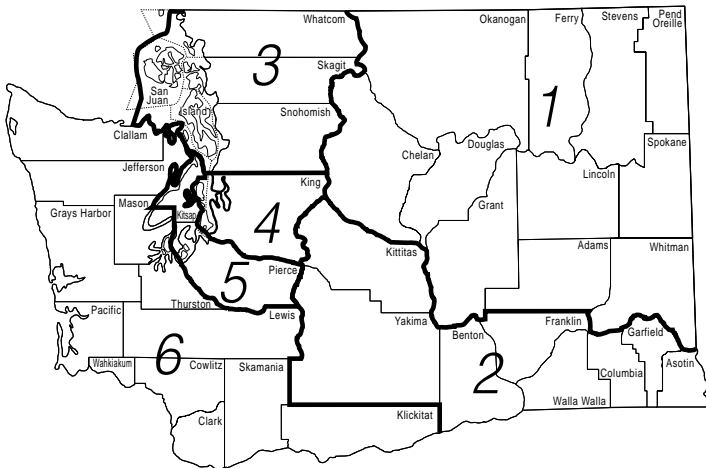 Whatcom
Okanogan
Ferry
Stevens
Pend
Oreille
3
Skagit
San
Juan
1
Island
Snohomish
Clallam
Chelan
Douglas
Spokane
Jefferson
Lincoln
King
Mason
Grant
Grays Harbor
Kitsap
4
Kittitas
Adams
Whitman
5
Pierce
Thurston
Pacific
Lewis
Yakima
Benton
Franklin
Garfield
6
Wahkiakum
Cowlitz
Skamania
2
Columbia
Asotin
Walla Walla
Klickitat
Clark